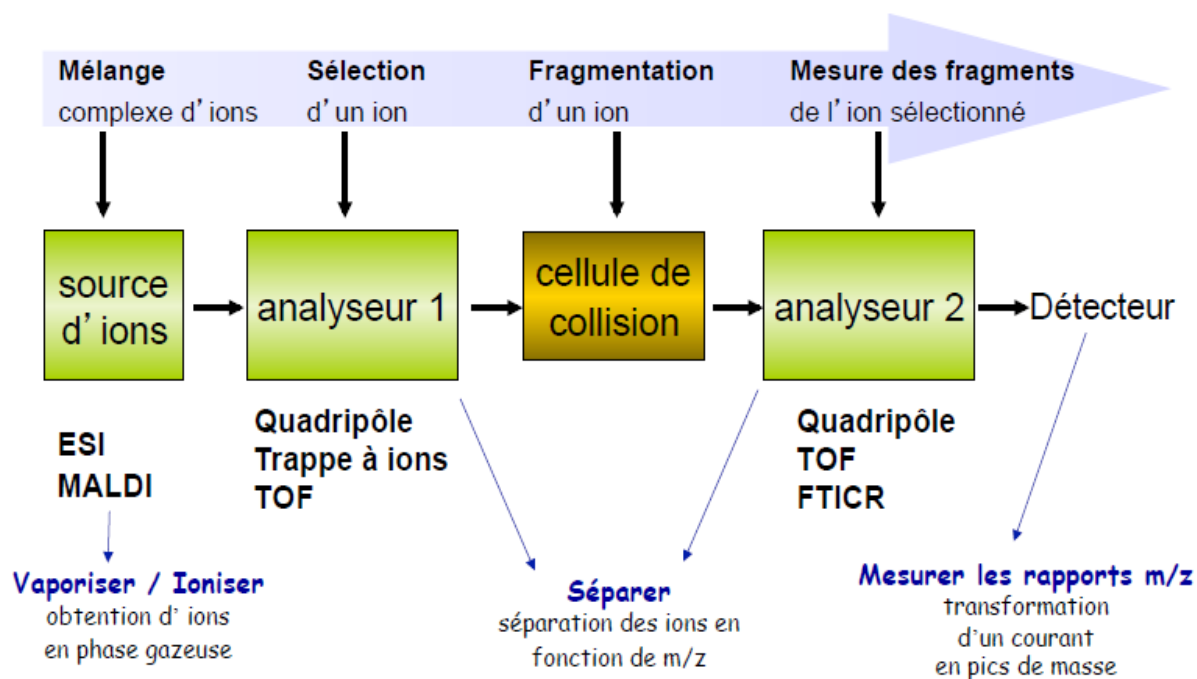 Mélange
complexe d'ions
Sélection
d'un ion
Fragmentation
d'un ion
Mesure des fragments
de l'ion sélectionné
source
d'ions
analyseur 1
cellule de
collision
analyseur 2
Détecteur
ESI
MALDI
Quadripôle
Trappe à ions
TOF
Quadripôle
TOF
FTICR
Vaporiser / Ioniser
obtention d'ions
en phase gazeuse
Séparer
séparation des ions en
fonction de m/z
Mesurer les rapports m/z
transformation
d'un courant
en pics de masse